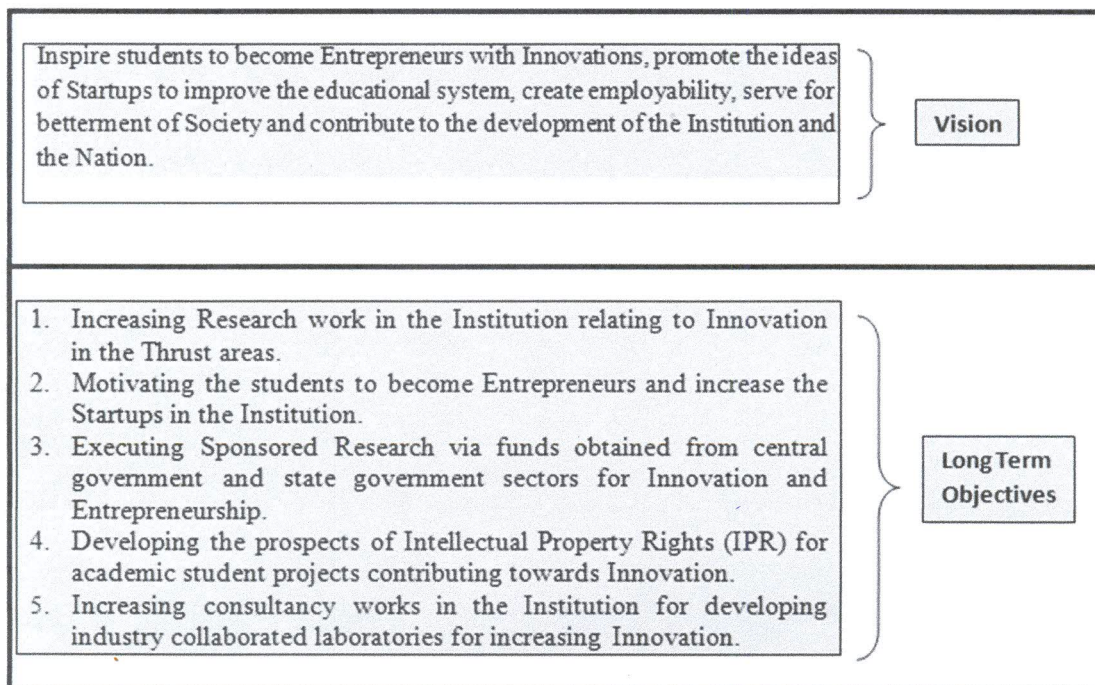 Inspire students to become Entrepreneurs with Innovations, promote the ideas
of Startups to improve the educational system, create employability, serve for
betterment of Society and contribute to the development of the Institution and
the Nation.
Vision
1. Increasing Research work in the Institution relating to Innovation
in the Thrust areas.
2. Motivating the students to become Entrepreneurs and increase the
Startups in the Institution.
3. Executing Sponsored Research via funds obtained from central
government and state government sectors for Innovation and
Entrepreneurship.
4. Developing the prospects of Intellectual Property Rights (IPR) for
academic student projects contributing towards Innovation.
5. Increasing consultancy works in the Institution for developing
industry collaborated laboratories for increasing Innovation.
Long Term
Objectives